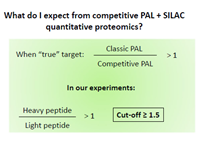 What do I expect from competitive PAL + SILAC
quantitative proteomics?
When “true” target:
Classic PAL
Competitive PAL
> 1
In our experiments:
Heavy peptide
Light peptide
> 1
Cut-off ≥ 1.5